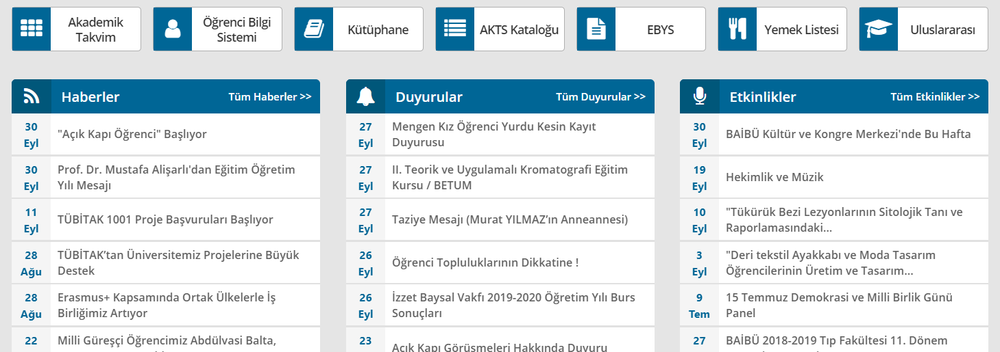 Akademik
Takvim
Öğrenci Bilgi
Sistemi
Kütüphane
AKTS Kataloğu
EBYS
Yemek Listesi
Uluslararası
Haberler
Tüm Haberler >>
30
Eyl
"Açık Kapı Öğrenci" Başlıyor
30
Eyl
Prof. Dr. Mustafa Alişarlı'dan Eğitim Öğretim
Yılı Mesajı
11
Eyl
TÜBİTAK 1001 Proje Başvuruları Başlıyor
28
Ağu
TÜBİTAK’tan Üniversitemiz Projelerine Büyük
Destek
28
Ağu
Erasmus+ Kapsamında Ortak Ülkelerle İş
Birliğimiz Artıyor
22
Milli Güreşçi Öğrencimiz Abdülvasi Balta,
Duyurular
Tüm Duyurular >>
27
Eyl
Mengen Kız Öğrenci Yurdu Kesin Kayıt
Duyurusu
27
Eyl
II. Teorik ve Uygulamalı Kromatografi Eğitim
Kursu / BETUM
27
Eyl
Taziye Mesajı (Murat YILMAZ’ın Anneannesi)
26
Eyl
Öğrenci Topluluklarının Dikkatine !
26
Eyl
İzzet Baysal Vakfı 2019-2020 Öğretim Yılı Burs
Sonuçları
23
Açık Kapı Görüşmeleri Hakkında Duyuru
Etkinlikler
Tüm Etkinlikler >>
30
Eyl
BAİBÜ Kültür ve Kongre Merkezi'nde Bu Hafta
19
Eyl
Hekimlik ve Müzik
10
Eyl
"Tükürük Bezi Lezyonlarının Sitolojik Tanı ve
Raporlamasındaki...
3
Eyl
"Deri tekstil Ayakkabı ve Moda Tasarım
Öğrencilerinin Üretim ve Tasarım...
9
Tem
15 Temmuz Demokrasi ve Milli Birlik Günü
Panel
27
BAİBÜ 2018-2019 Tıp Fakültesi 11. Dönem